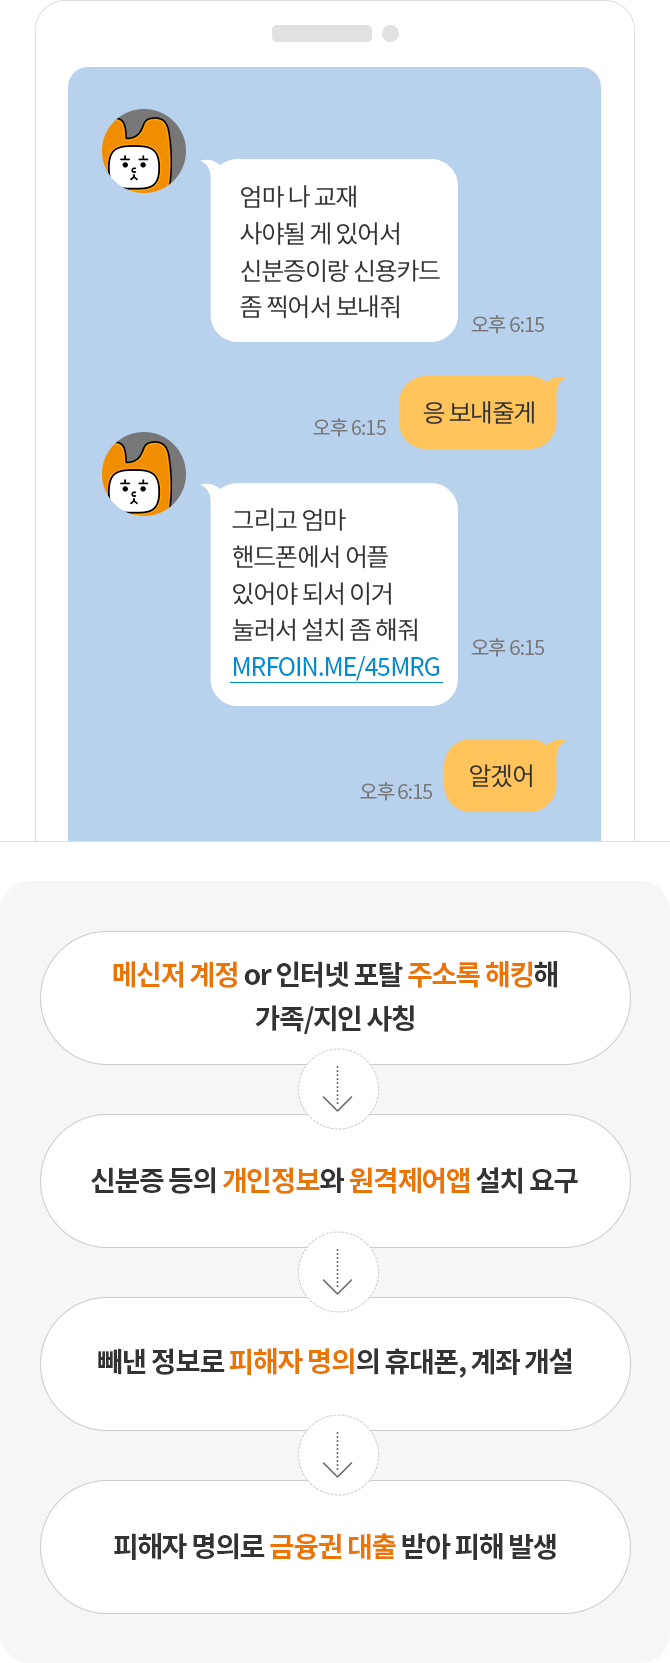 엄마 나 교재
사야될 게 있어서
신분증이랑 신용카드
좀 찍어서 보내줘
오후 6:15
응 보내줄게
오후 6:15
그리고 엄마
핸드폰에서 어플
있어야 되서 이거
눌러서 설치 좀 해줘
MRFOIN.ME/45MRG
오후 6:15
알겠어
오후 6:15
메신저 계정 or 인터넷 포탈 주소록 해킹해
가족/지인 사칭
신분증 등의 개인정보와 원격제어앱 설치 요구
빼낸 정보로 피해자 명의의 휴대폰, 계좌 개설
피해자 명의로 금융권 대출 받아 피해 발생